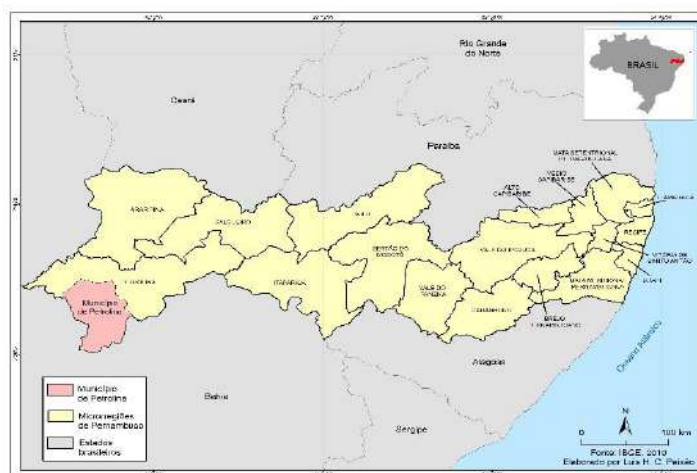 Rio Grande
do Norte
BRASIL
Ceará
Paraíba
MATA SETENTRIONAL
PERNAMBUCANA
MÉDIO
CAPIBARIBE
ALTO
CAPIBARIBE
ARARIPINA
SALGUEIRO
PAJEÚ
RECIFE
SERTÃO DO
MOXOTÓ
VALE DO IPOJUCA
VITÓRIA DE
SANTO ANTÃO
SUAPE
PETROLINA
ITAPARICA
VALE DO
IPANEMA
MATA MERIDIONAL
PERNAMBUCANA
Município
de Petrolina
GARANHUNS
BREJO
PERNAMBUCANO
Alagoas
Oceano Atlântico
Município
de Petrolina
Microrregiões
de Pernambuco
Estados
brasileiros
Bahia
Sergipe
N
0 100 km
Fonte: IBGE, 2010
Elaborado por Luis H. C. Peixão